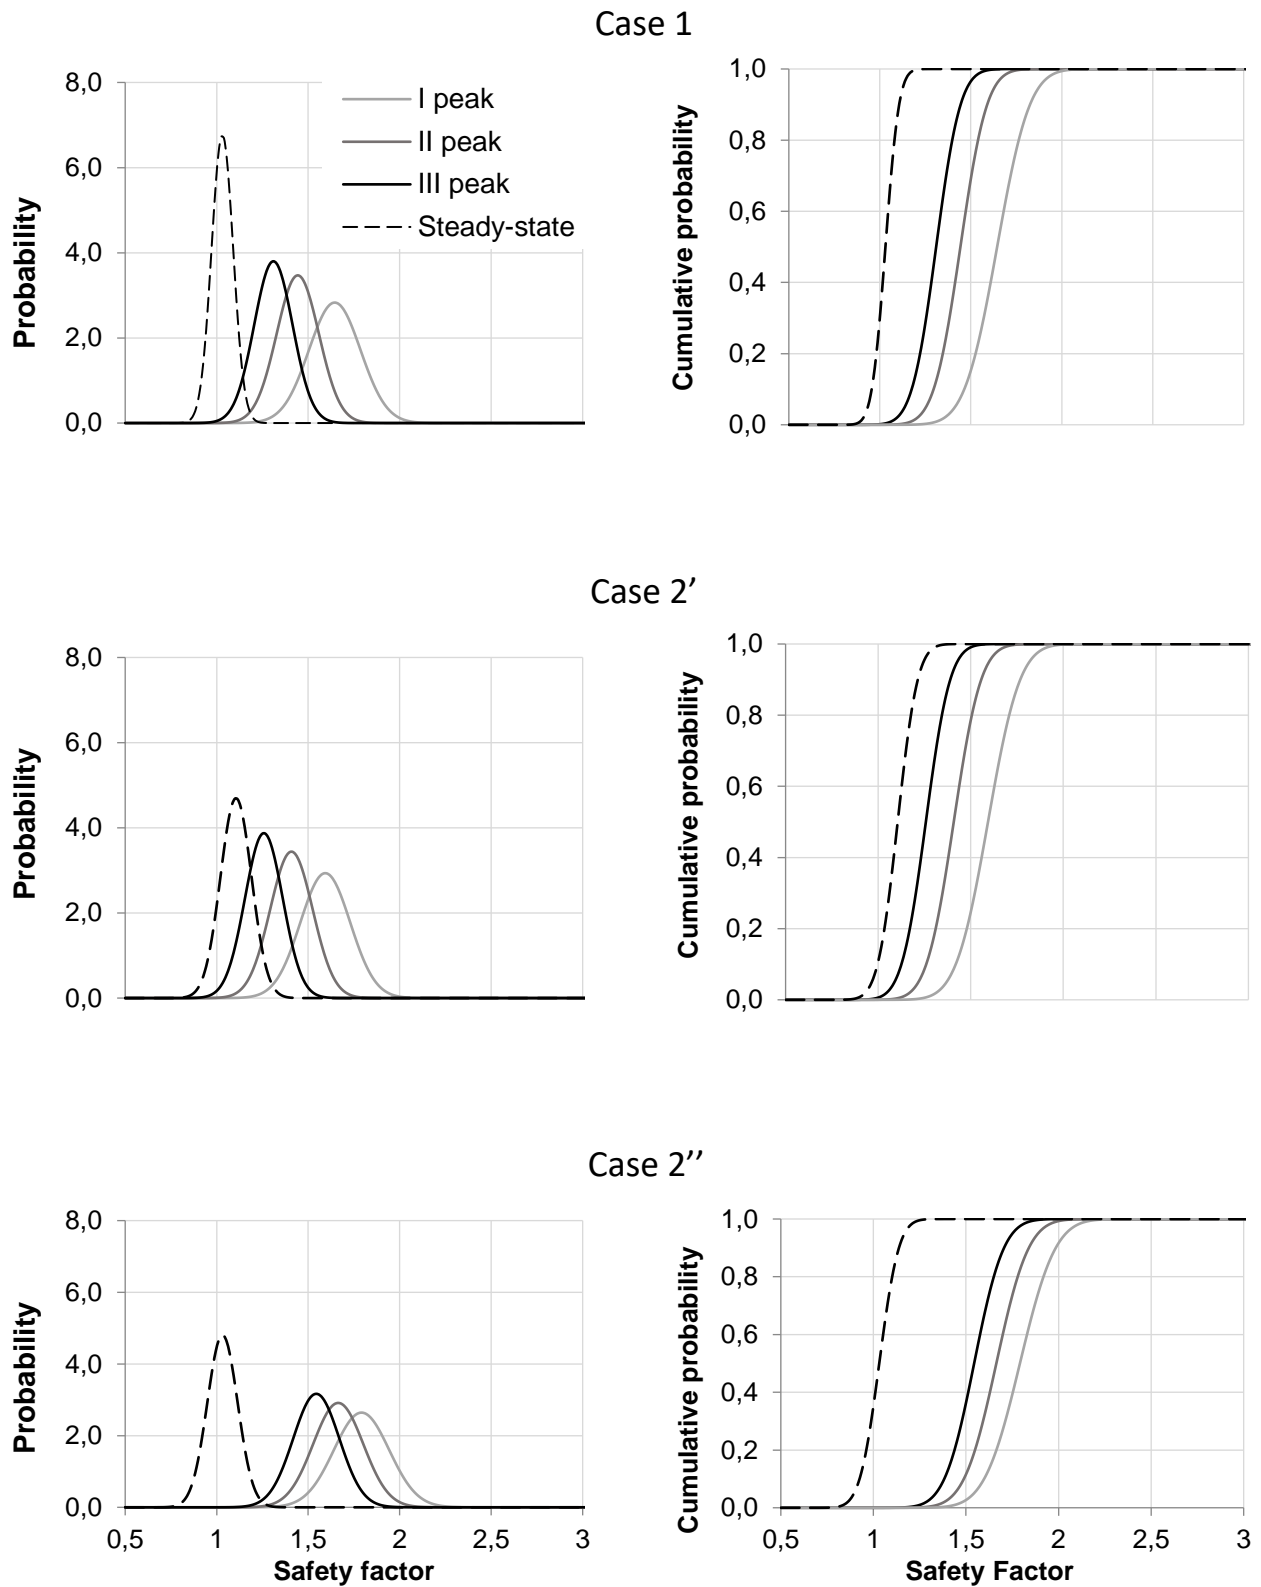 Case 1
8,0
6,0
4,0
2,0
0,0
Probability
I peak
II peak
III peak
Steady-state
1,0
0,8
0,6
0,4
0,2
0,0
Cumulative probability
Case 2’
8,0
6,0
4,0
2,0
0,0
Probability
1,0
0,8
0,6
0,4
0,2
0,0
Cumulative probability
Case 2’’
8,0
6,0
4,0
2,0
0,0
Probability
0,5 1 1,5 2 2,5 3
Safety factor
1,0
0,8
0,6
0,4
0,2
0,0
Cumulative probability
0,5 1 1,5 2 2,5 3
Safety Factor